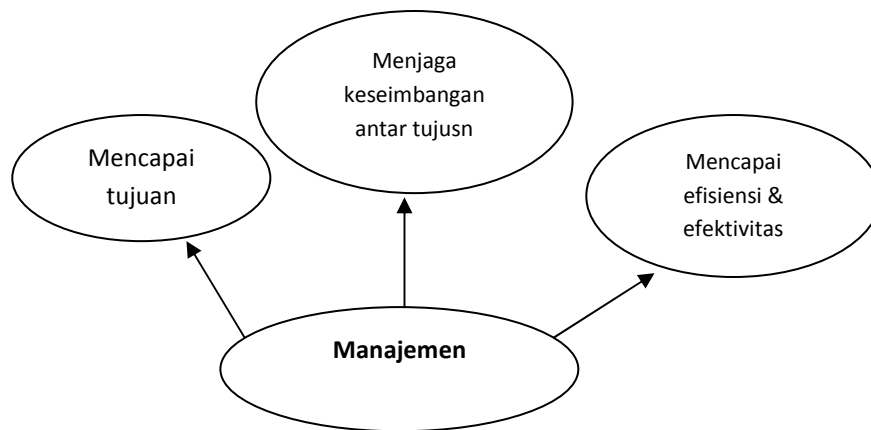 Menjaga
keseimbangan
antar tujusn
Mencapai
tujuan
Mencapai
efisiensi &
efektivitas
Manajemen